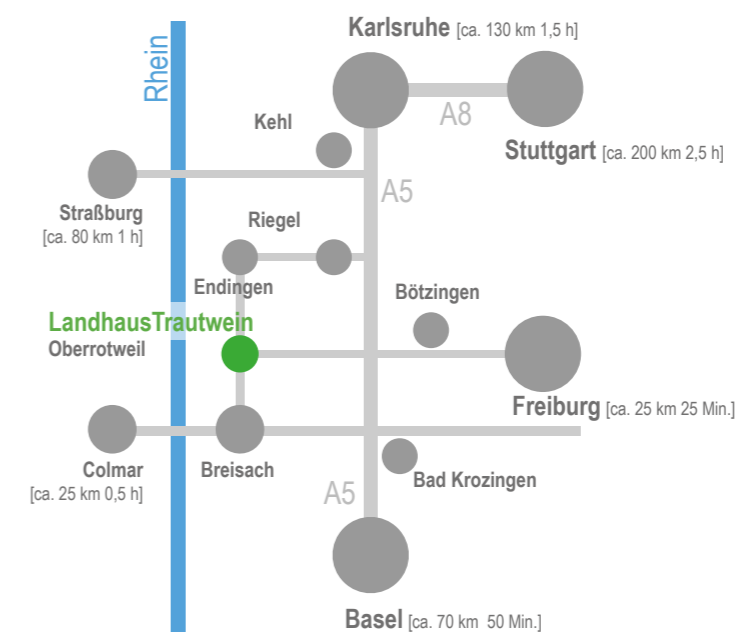 Karlsruhe [ca. 130 km 1,5 h]
Rhein
A8
Kehl
Stuttgart [ca. 200 km 2,5 h]
A5
Straßburg
[ca. 80 km 1 h]
Riegel
Endingen
Bötzingen
LandhausTrautwein
Oberrotweil
Freiburg [ca. 25 km 25 Min.]
Colmar
[ca. 25 km 0,5 h]
Breisach
Bad Krozingen
A5
Basel [ca. 70 km 50 Min.]